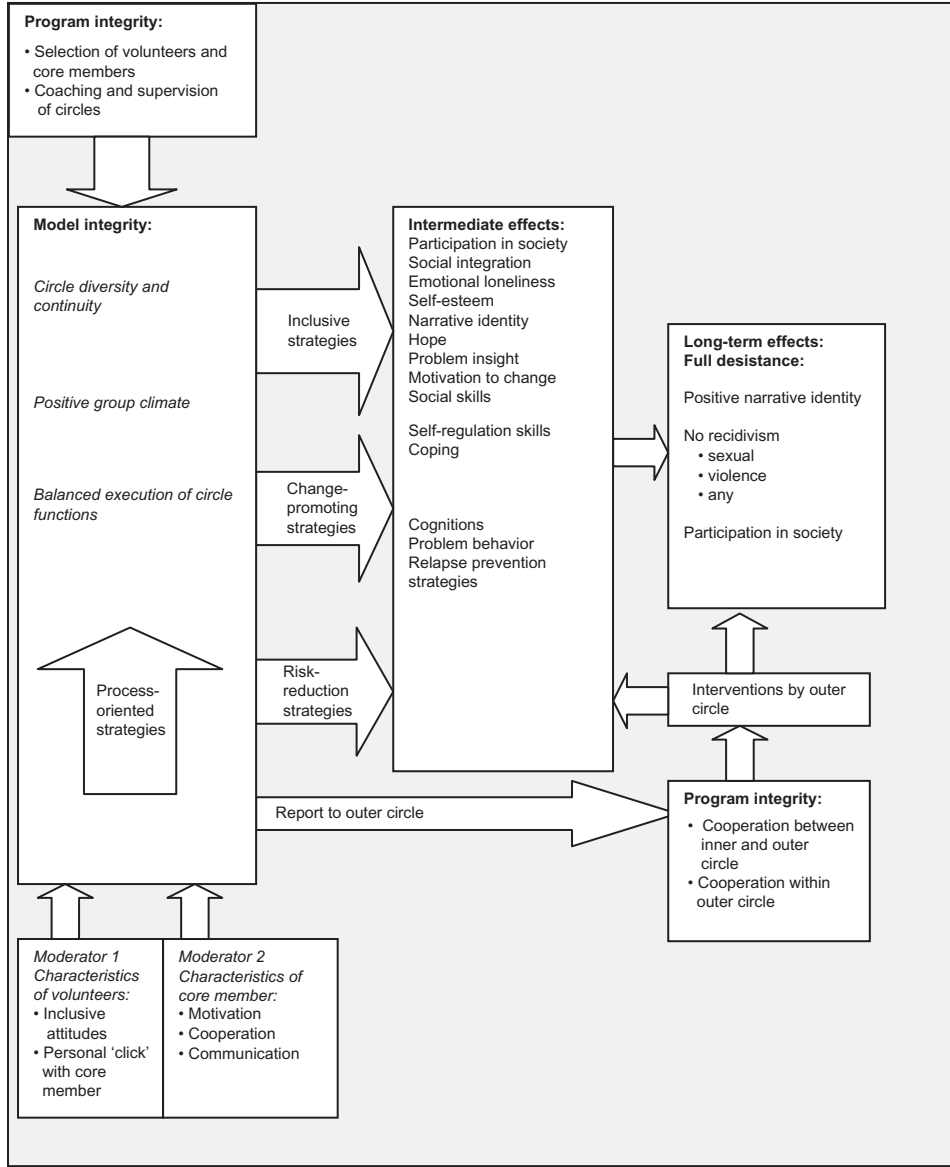 Program integrity:
• Selection of volunteers and
core members
• Coaching and supervision
of circles
Model integrity:
Circle diversity and
continuity
Positive group climate
Balanced execution of circle
functions
Process-
oriented
strategies
Inclusive
strategies
Change-
promoting
strategies
Risk-
reduction
strategies
Report to outer circle
Intermediate effects:
Participation in society
Social integration
Emotional loneliness
Self-esteem
Narrative identity
Hope
Problem insight
Motivation to change
Social skills
Self-regulation skills
Coping
Cognitions
Problem behavior
Relapse prevention
strategies
Long-term effects:
Full desistance:
Positive narrative identity
No recidivism
• sexual
• violence
• any
Participation in society
Interventions by outer
circle
Program integrity:
• Cooperation between
inner and outer
circle
• Cooperation within
outer circle
Moderator 1
Characteristics
of volunteers:
• Inclusive
attitudes
• Personal ‘click’
with core
member
Moderator 2
Characteristics of
core member:
• Motivation
• Cooperation
• Communication